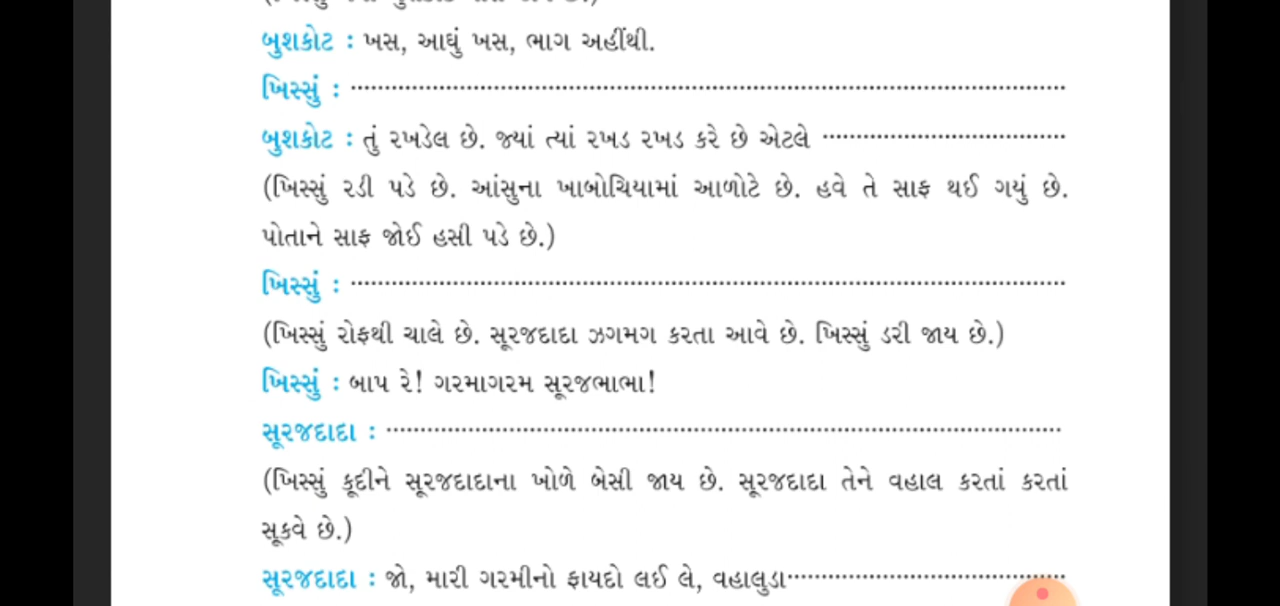 બુશકોટ : ખસ, આઘું ખસ, ભાગ અહીંથી.
ખિસ્સું : ........................................................................................................
બુશકોટ : તું રખડેલ છે. જ્યાં ત્યાં રખડ રખડ કરે છે એટલે ....................................
(ખિસ્સું રડી પડે છે. આંસુના ખાબોચિયામાં આળોટે છે. હવે તે સાફ થઈ ગયું છે.
પોતાને સાફ જોઈ હસી પડે છે.)
ખિસ્સું : ........................................................................................................
(ખિસ્સું રોફથી ચાલે છે. સૂરજદાદા ઝગમગ કરતા આવે છે. ખિસ્સું ડરી જાય છે.)
ખિસ્સું : બાપ રે! ગરમાગરમ સૂરજભાભા!
સૂરજદાદા : ...................................................................................................
(ખિસ્સું કૂદીને સૂરજદાદાના ખોળે બેસી જાય છે. સૂરજદાદા તેને વહાલ કરતાં કરતાં
સૂકવે છે.)
સૂરજદાદા : જો, મારી ગરમીનો ફાયદો લઈ લે, વહાલુડા........................................